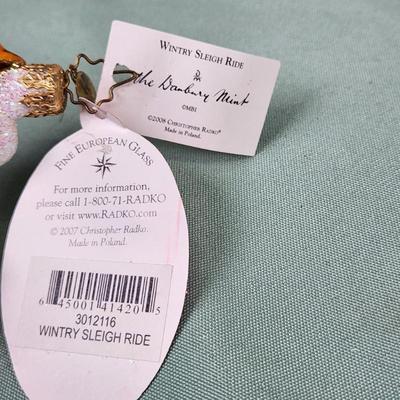 WINTRY SLEIGH RIDE
The Danbury Mint
©MBI
©2008 CHRISTOPHER RADKO®
Made in Poland.
FINE EUROPEAN GLASS
For more information,
please call 1-800-71-RADKO
or visit www.RADKO.com
© 2007 Christopher Radko.
Made in Poland.
6 45001 41420 5
3012116
WINTRY SLEIGH RIDE